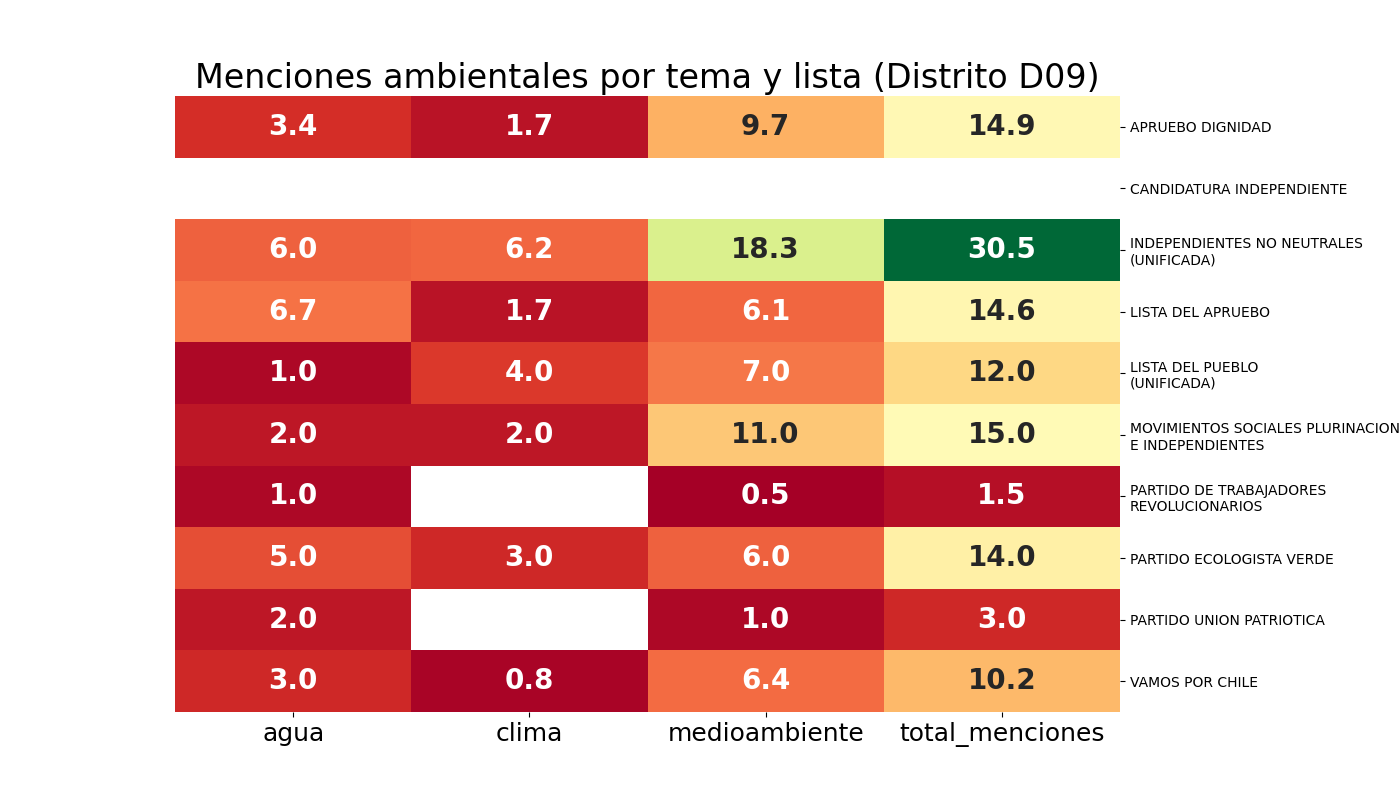 Menciones ambientales por tema y lista (Distrito D09)
3.4 1.7 9.7 14.9 APRUEBO DIGNIDAD
CANDIDATURA INDEPENDIENTE
6.0 6.2 18.3 30.5 INDEPENDIENTES NO NEUTRALES
(UNIFICADA)
6.7 1.7 6.1 14.6 LISTA DEL APRUEBO
1.0 4.0 7.0 12.0 LISTA DEL PUEBLO
(UNIFICADA)
2.0 2.0 11.0 15.0 MOVIMIENTOS SOCIALES PLURINACION
E INDEPENDIENTES
1.0 0.5 1.5 PARTIDO DE TRABAJADORES
REVOLUCIONARIOS
5.0 3.0 6.0 14.0 PARTIDO ECOLOGISTA VERDE
2.0 1.0 3.0 PARTIDO UNION PATRIOTICA
3.0 0.8 6.4 10.2 VAMOS POR CHILE
agua clima medioambiente total_menciones